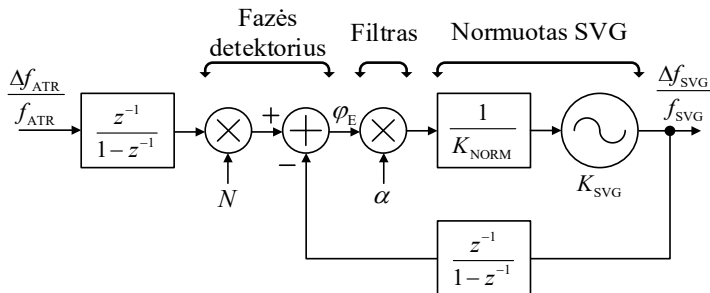 Fazės
detektorius
Filtras
Normuotas SVG
Δf_ATR
f_ATR
z^{-1}
1 − z^{-1}
N
+
−
φ_E
α
1
K_NORM
K_SVG
Δf_SVG
f_SVG
z^{-1}
1 − z^{-1}